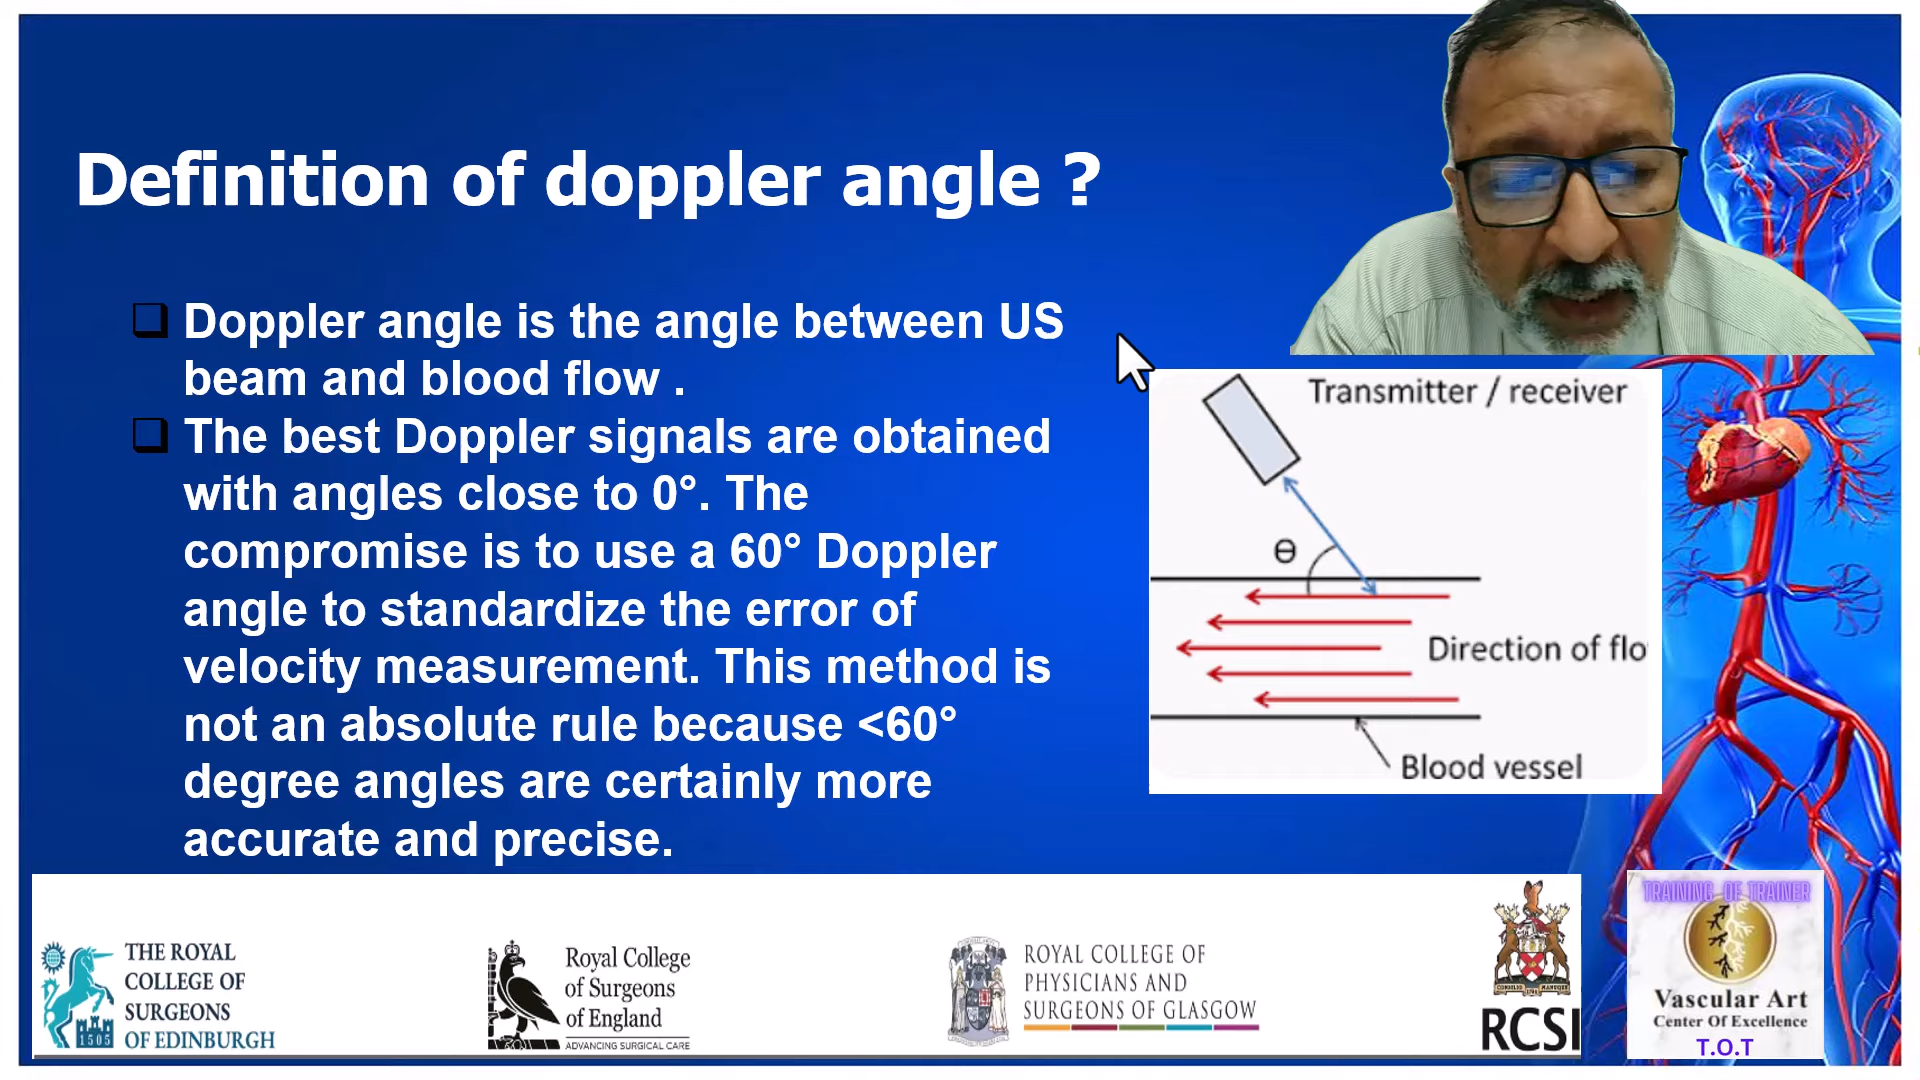 Definition of doppler angle ?
Doppler angle is the angle between US
beam and blood flow .
The best Doppler signals are obtained
with angles close to 0°. The
compromise is to use a 60° Doppler
angle to standardize the error of
velocity measurement. This method is
not an absolute rule because <60°
degree angles are certainly more
accurate and precise.
Transmitter / receiver
Θ
Direction of flo
Blood vessel
THE ROYAL
COLLEGE OF
SURGEONS
OF EDINBURGH
1505
Royal College
of Surgeons
of England
ADVANCING SURGICAL CARE
ROYAL COLLEGE OF
PHYSICIANS AND
SURGEONS OF GLASGOW
RCSI
TRAINING OF TRAINER
Vascular Art
Center Of Excellence
T.O.T